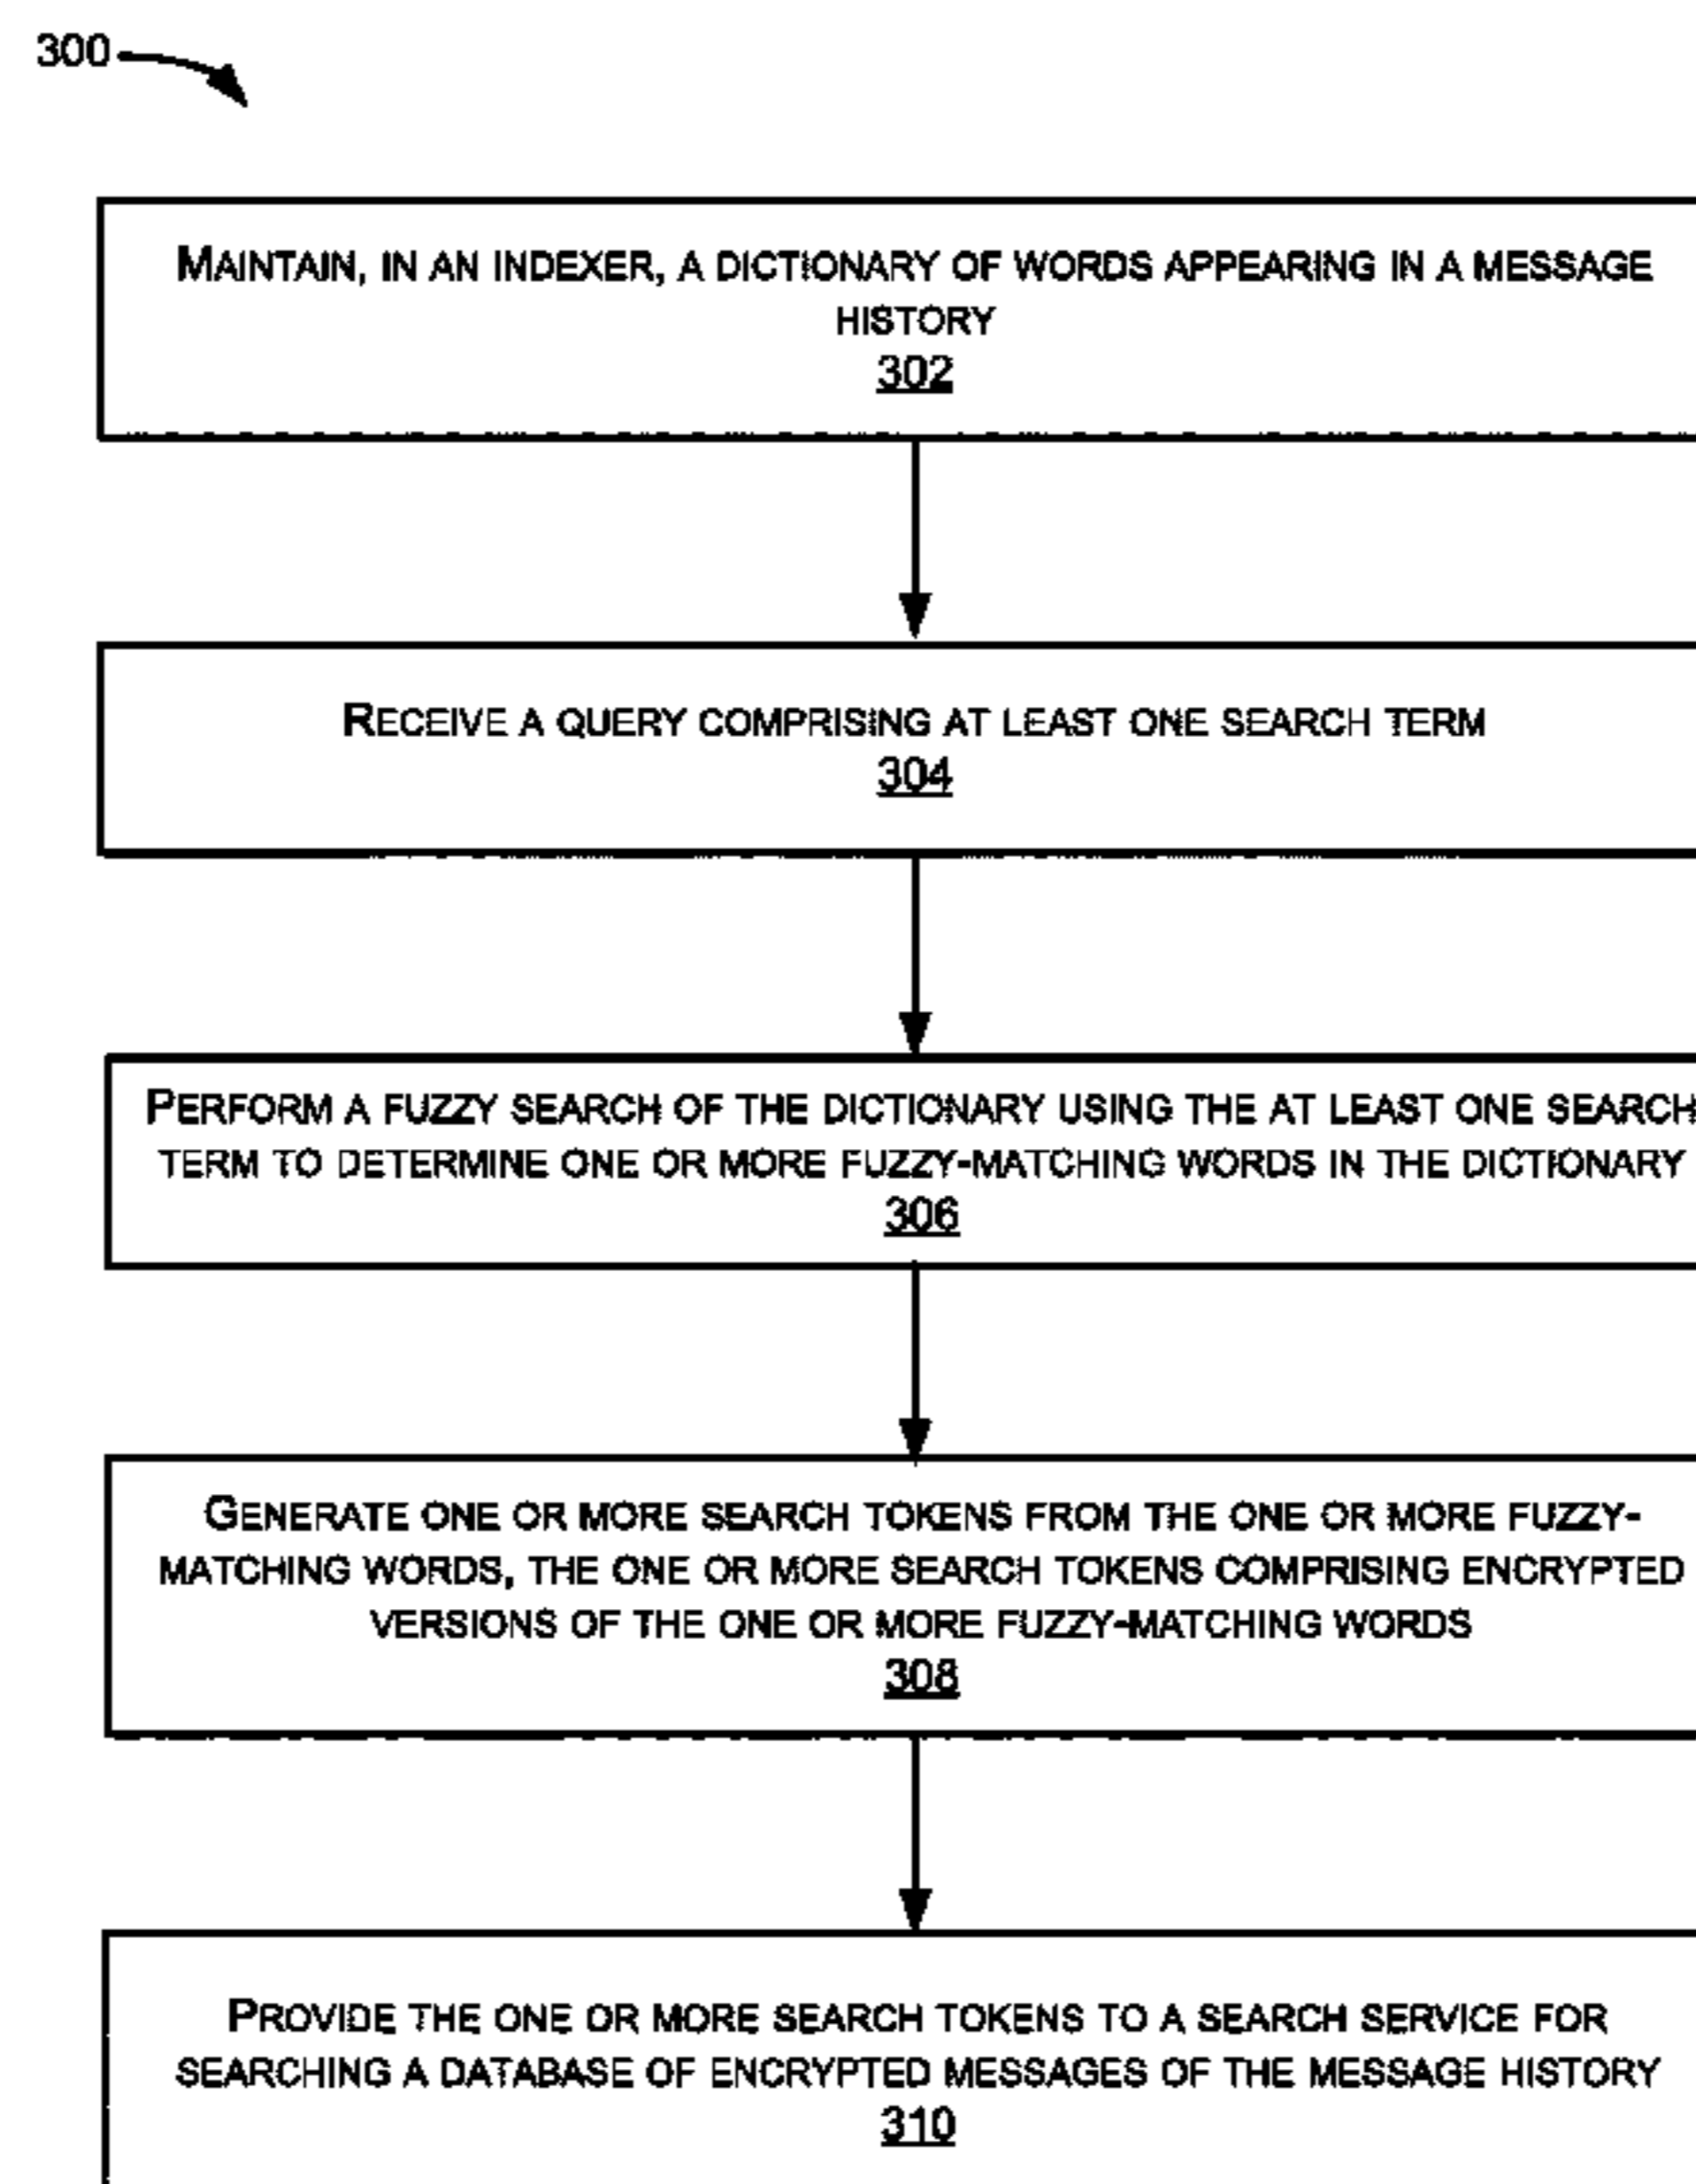 300
MAINTAIN, IN AN INDEXER, A DICTIONARY OF WORDS APPEARING IN A MESSAGE
HISTORY
302
RECEIVE A QUERY COMPRISING AT LEAST ONE SEARCH TERM
304
PERFORM A FUZZY SEARCH OF THE DICTIONARY USING THE AT LEAST ONE SEARCH
TERM TO DETERMINE ONE OR MORE FUZZY-MATCHING WORDS IN THE DICTIONARY
306
GENERATE ONE OR MORE SEARCH TOKENS FROM THE ONE OR MORE FUZZY-
MATCHING WORDS, THE ONE OR MORE SEARCH TOKENS COMPRISING ENCRYPTED
VERSIONS OF THE ONE OR MORE FUZZY-MATCHING WORDS
308
PROVIDE THE ONE OR MORE SEARCH TOKENS TO A SEARCH SERVICE FOR
SEARCHING A DATABASE OF ENCRYPTED MESSAGES OF THE MESSAGE HISTORY
310